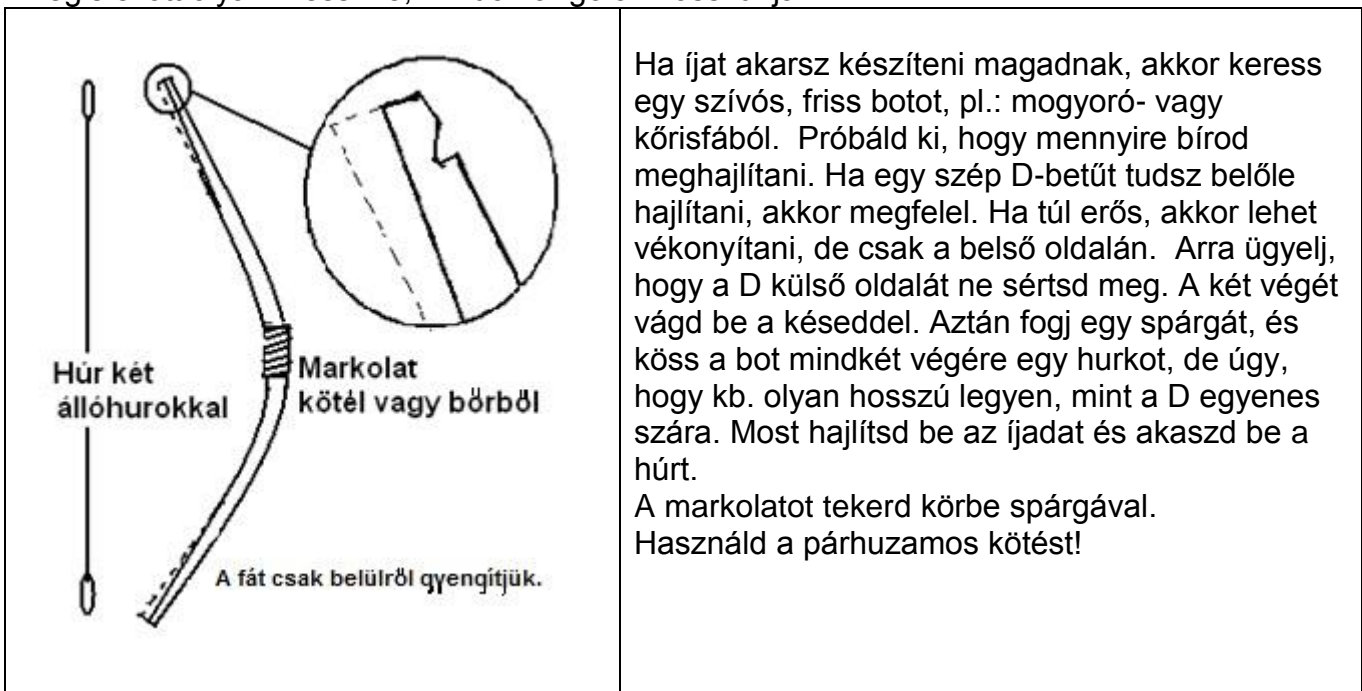 Húr két
állóhurokkal
Markolat
kötél vagy bőrből
A fát csak belülről gyengítjük.
Ha íjat akarsz készíteni magadnak, akkor keress
egy szívós, friss botot, pl.: mogyoró- vagy
kőrisfából. Próbáld ki, hogy mennyire bírod
meghajlítani. Ha egy szép D-betűt tudsz belőle
hajlítani, akkor megfelel. Ha túl erős, akkor lehet
vékonyítani, de csak a belső oldalán. Arra ügyelj,
hogy a D külső oldalát ne sértsd meg. A két végét
vágd be a késeddel. Aztán fogj egy spárgát, és
köss a bot mindkét végére egy hurkot, de úgy,
hogy kb. olyan hosszú legyen, mint a D egyenes
szára. Most hajlítsd be az íjadat és akaszd be a
húrt.
A markolatot tekerd körbe spárgával.
Használd a párhuzamos kötést!